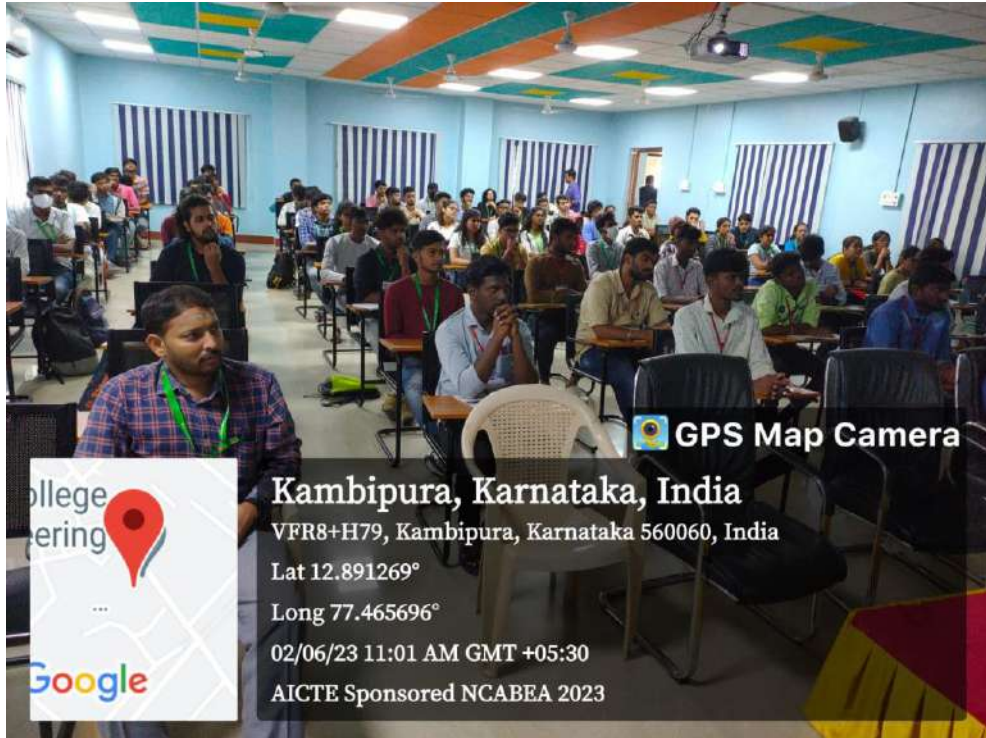 GPS Map Camera
ollege
eering
Google
Kambipura, Karnataka, India
VFR8+H79, Kambipura, Karnataka 560060, India
Lat 12.891269°
Long 77.465696°
02/06/23 11:01 AM GMT +05:30
AICTE Sponsored NCABEA 2023